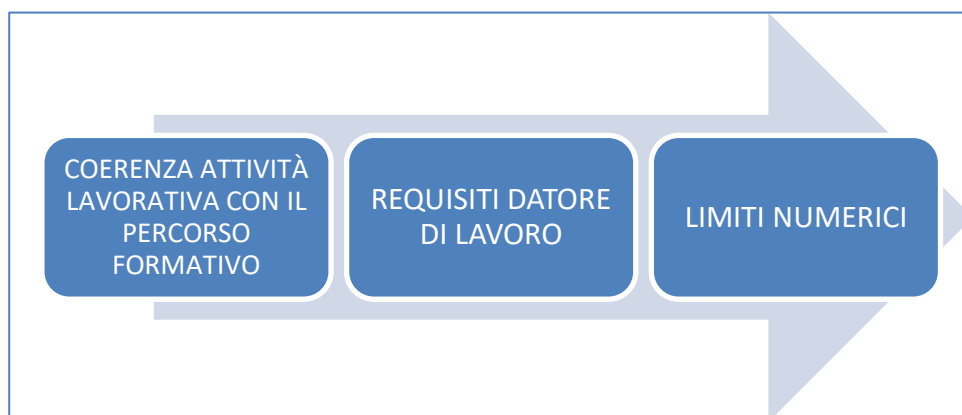 COERENZA ATTIVITÀ
LAVORATIVA CON IL
PERCORSO
FORMATIVO
REQUISITI DATORE
DI LAVORO
LIMITI NUMERICI